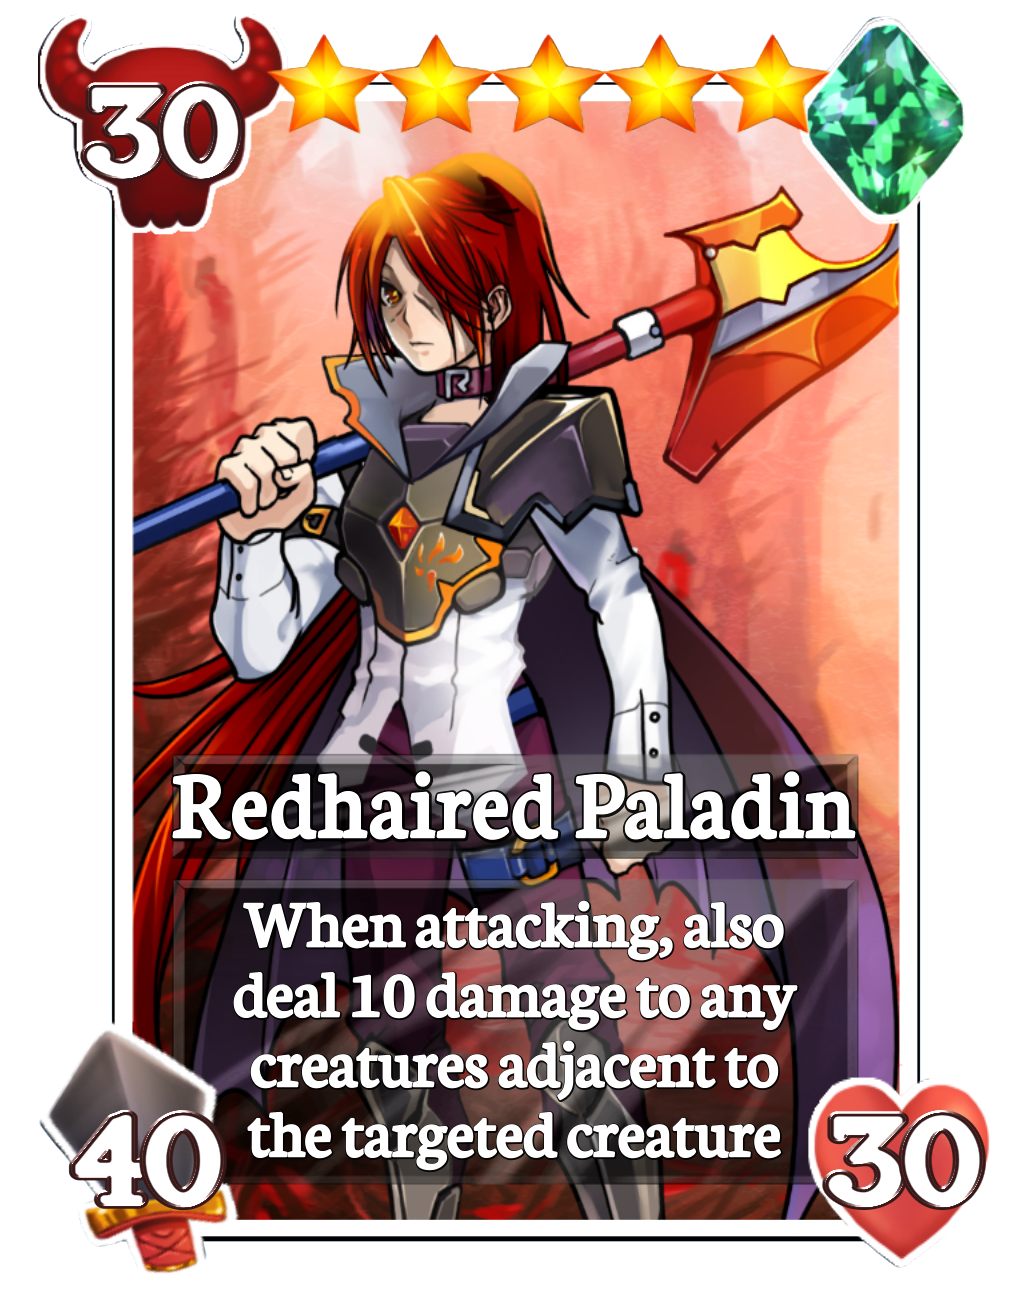 30
Redhaired Paladin
When attacking, also
deal 10 damage to any
creatures adjacent to
the targeted creature
40
30